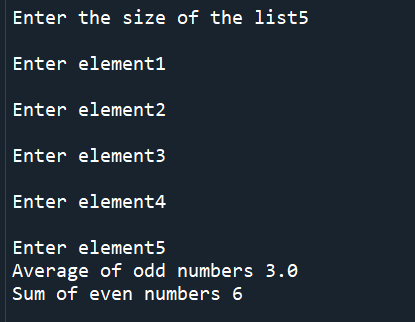 Enter the size of the list5
Enter element1
Enter element2
Enter element3
Enter element4
Enter element5
Average of odd numbers 3.0
Sum of even numbers 6